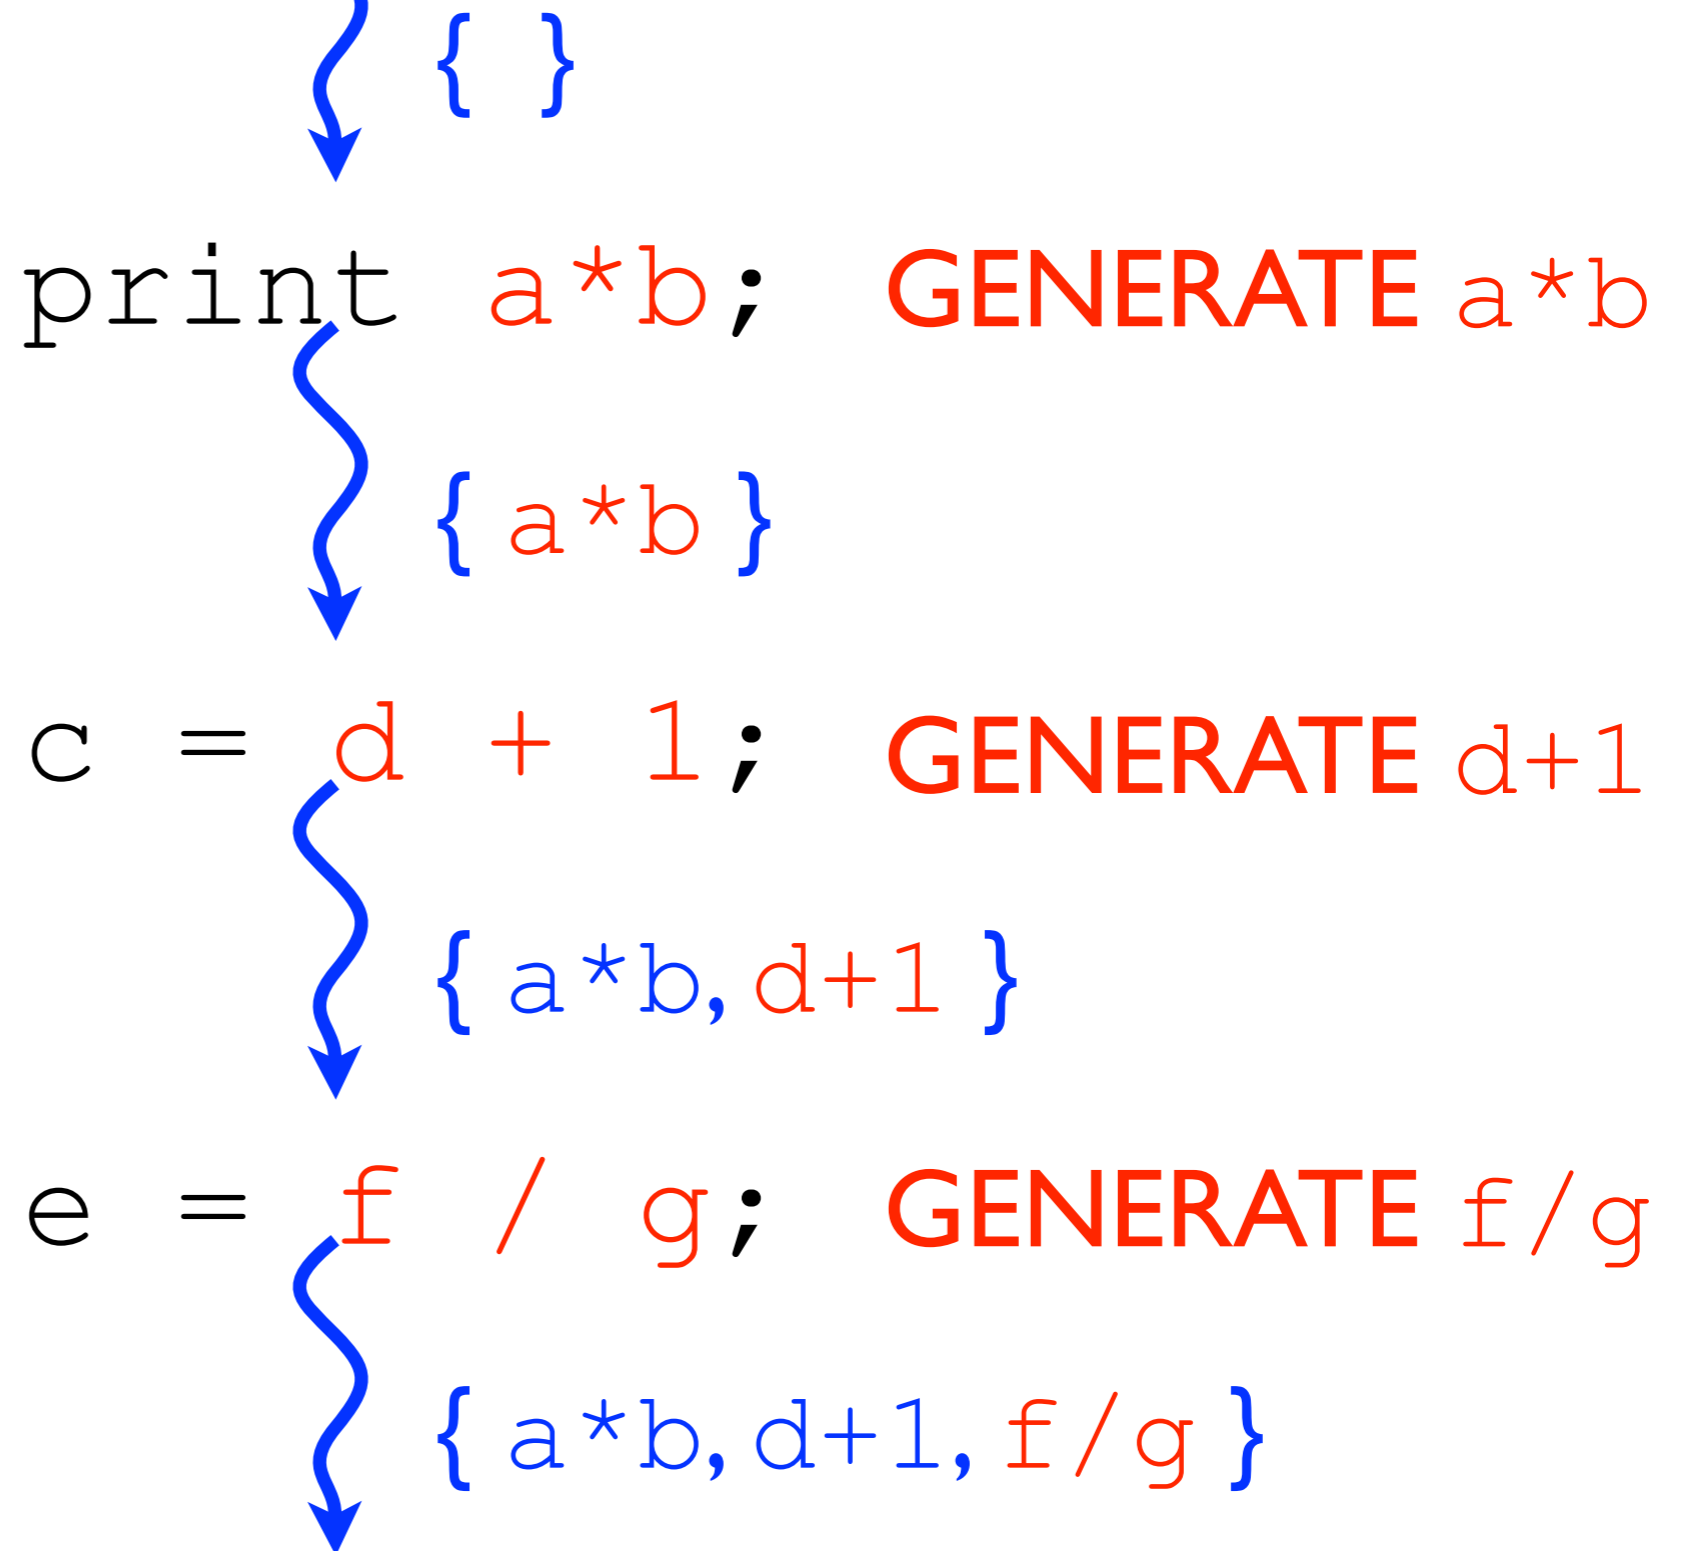 { }
print a*b; GENERATE a*b
{ a*b }
c = d + 1; GENERATE d+1
{ a*b, d+1 }
e = f / g; GENERATE f/g
{ a*b, d+1, f/g }